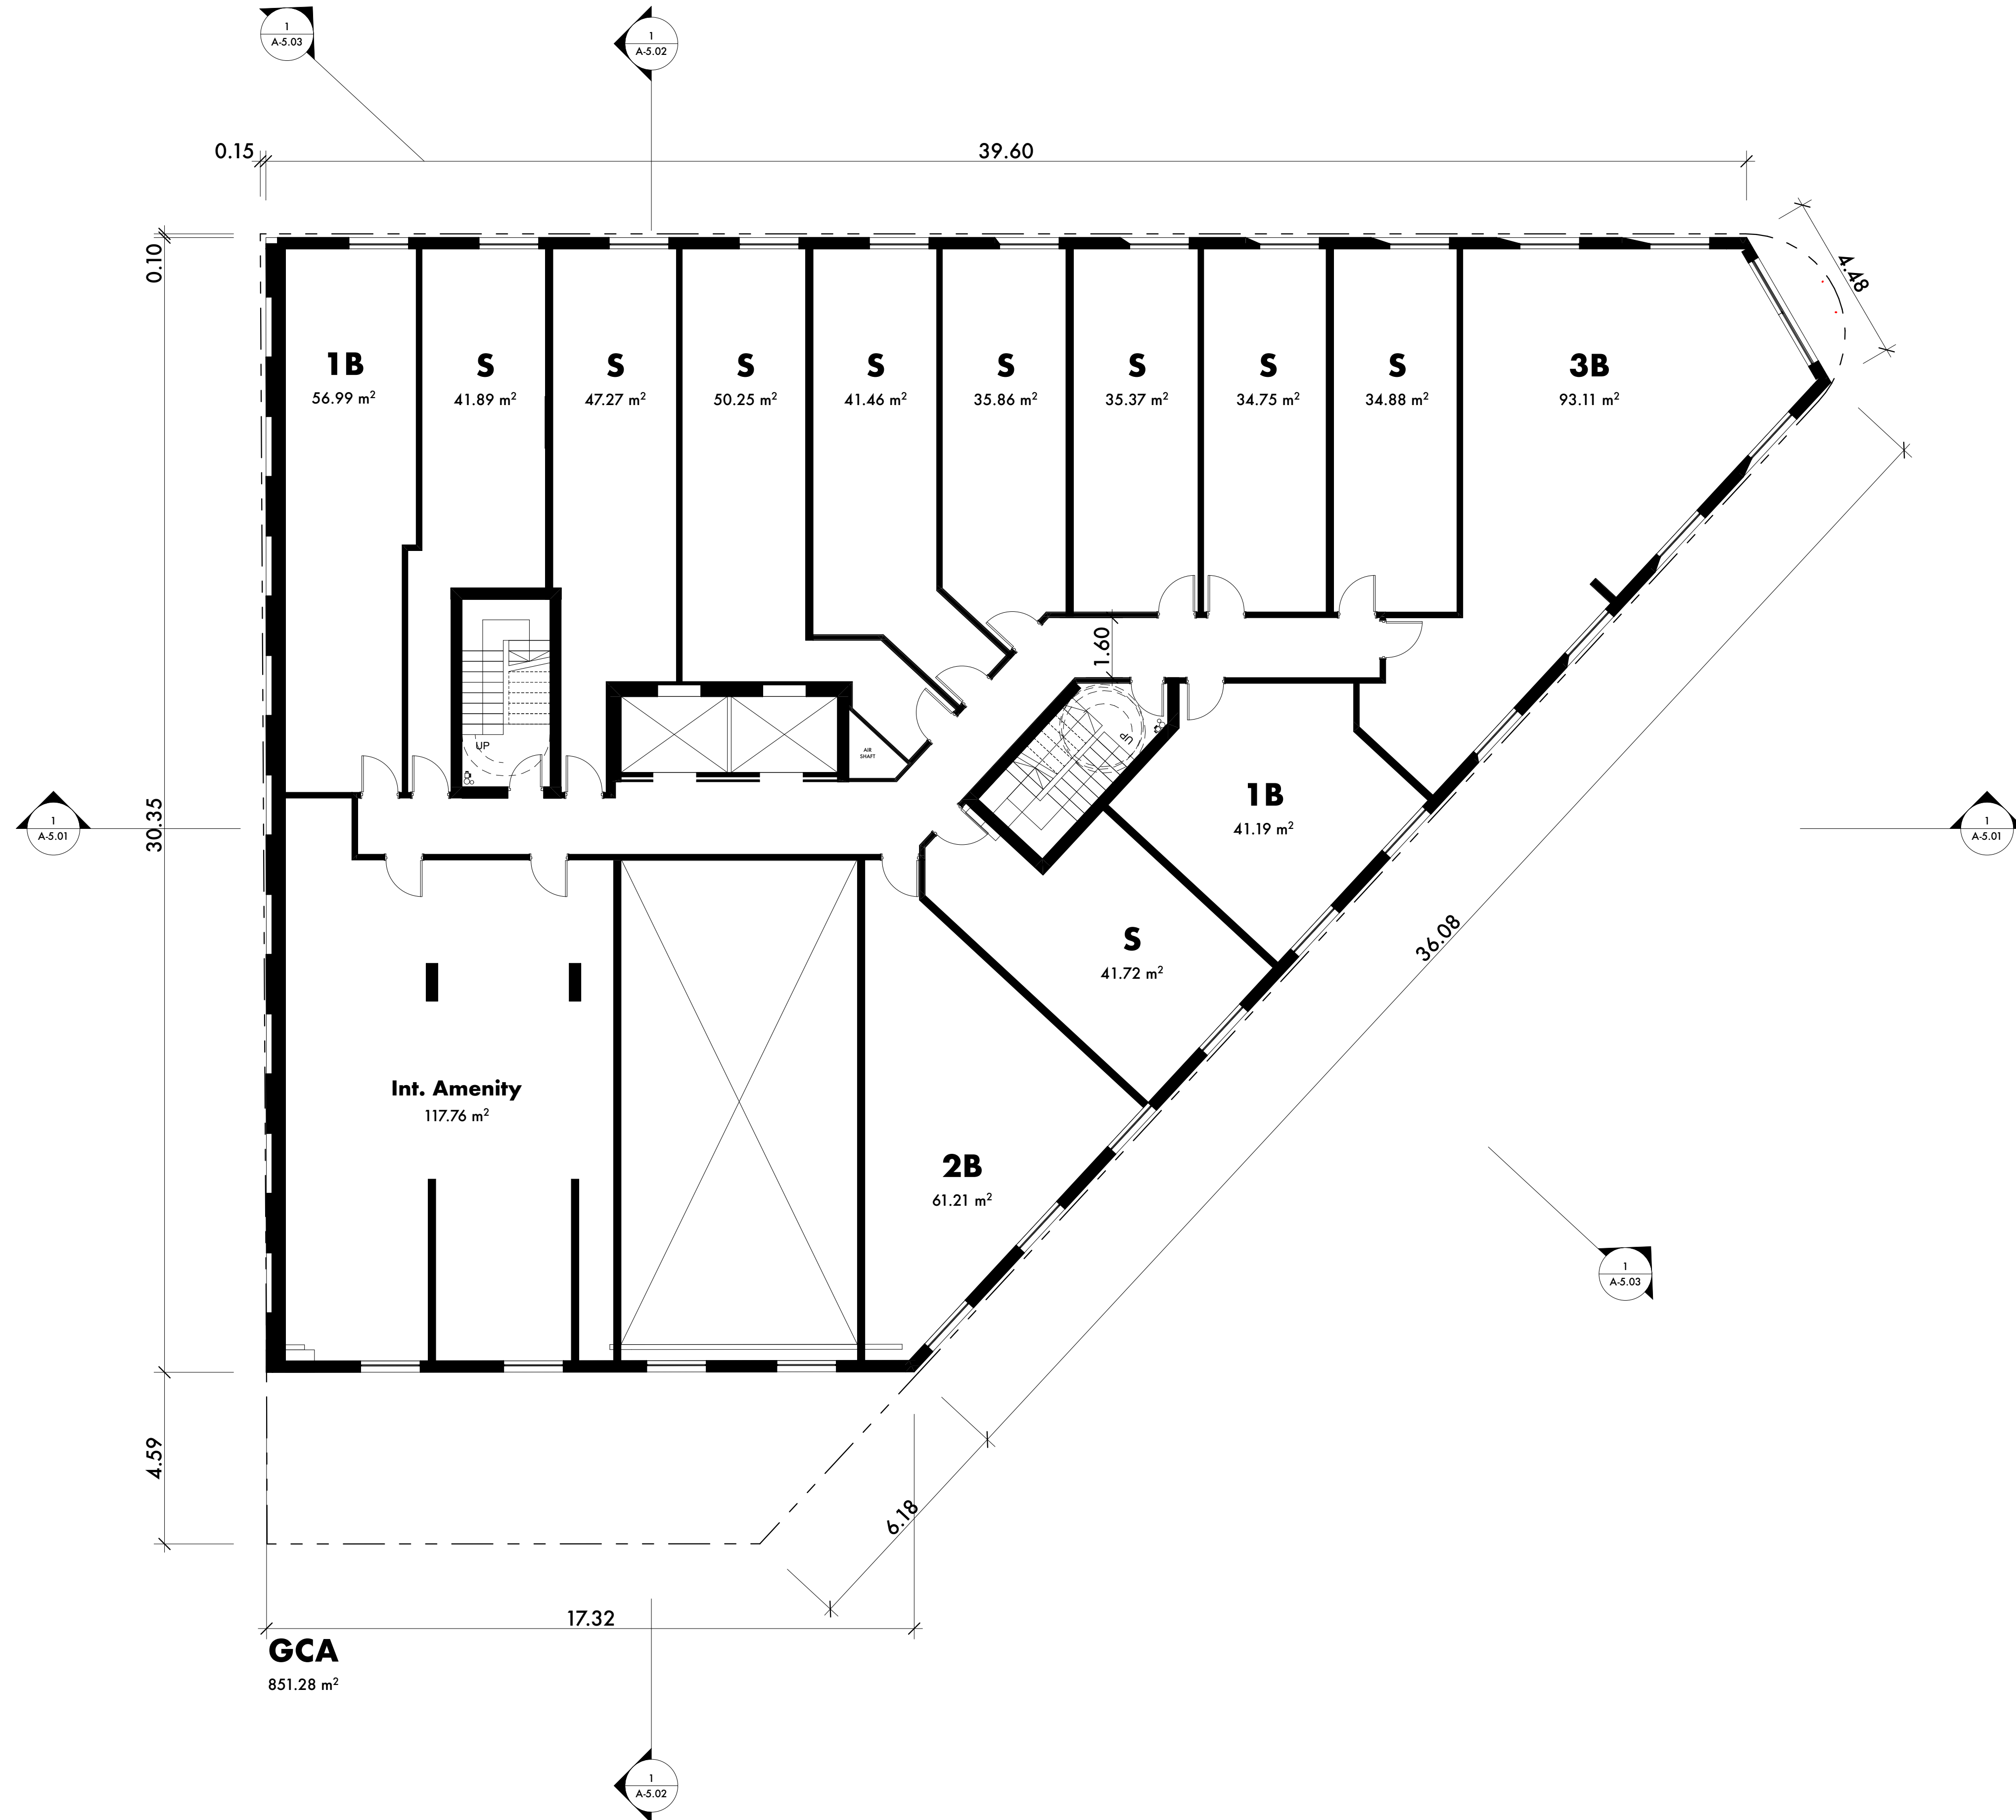 1
A-5.03
1
A-5.02
0.15
39.60
0.10
4.48
1B
56.99 m²
S
41.89 m²
S
47.27 m²
S
50.25 m²
S
41.46 m²
S
35.86 m²
S
35.37 m²
S
34.75 m²
S
34.88 m²
3B
93.11 m²
1.60
UP
UP
AIR
SHAFT
1
A-5.01
30.35
1B
41.19 m²
1
A-5.01
S
41.72 m²
36.08
Int. Amenity
117.76 m²
2B
61.21 m²
1
A-5.03
4.59
6.18
17.32
GCA
851.28 m²
1
A-5.02